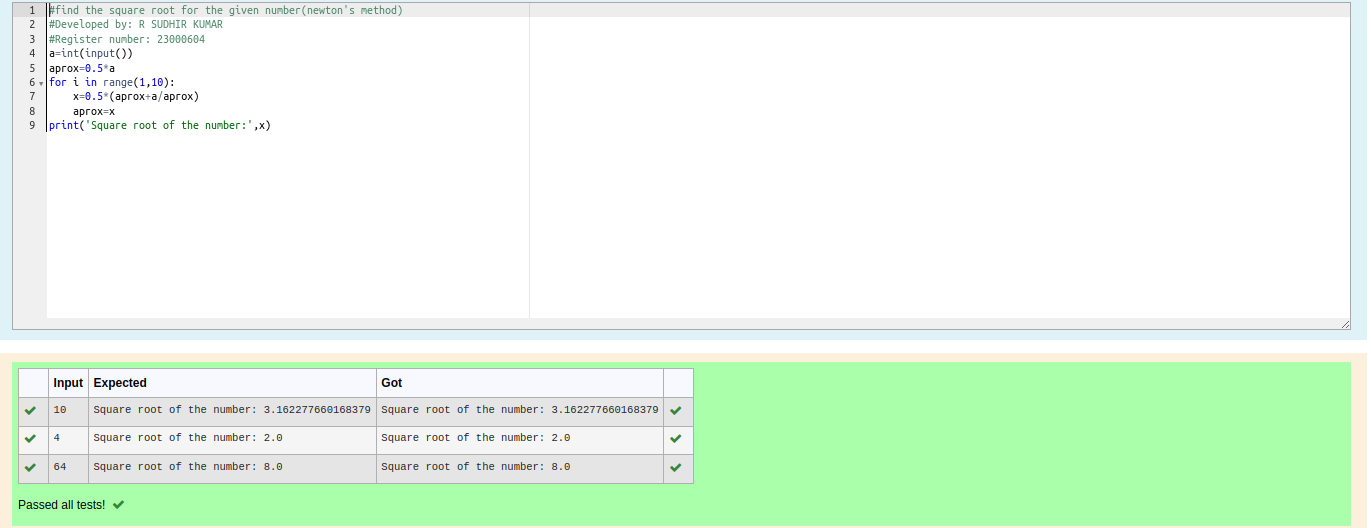 1 #find the square root for the given number(newton's method)
2 #Developed by: R SUDHIR KUMAR
3 #Register number: 23000604
4 a=int(input())
5 aprox=0.5*a
6 for i in range(1,10):
7     x=0.5*(aprox+a/aprox)
8     aprox=x
9 print('Square root of the number:',x)
Input Expected Got
10 Square root of the number: 3.162277660168379 Square root of the number: 3.162277660168379
4 Square root of the number: 2.0 Square root of the number: 2.0
64 Square root of the number: 8.0 Square root of the number: 8.0
Passed all tests!